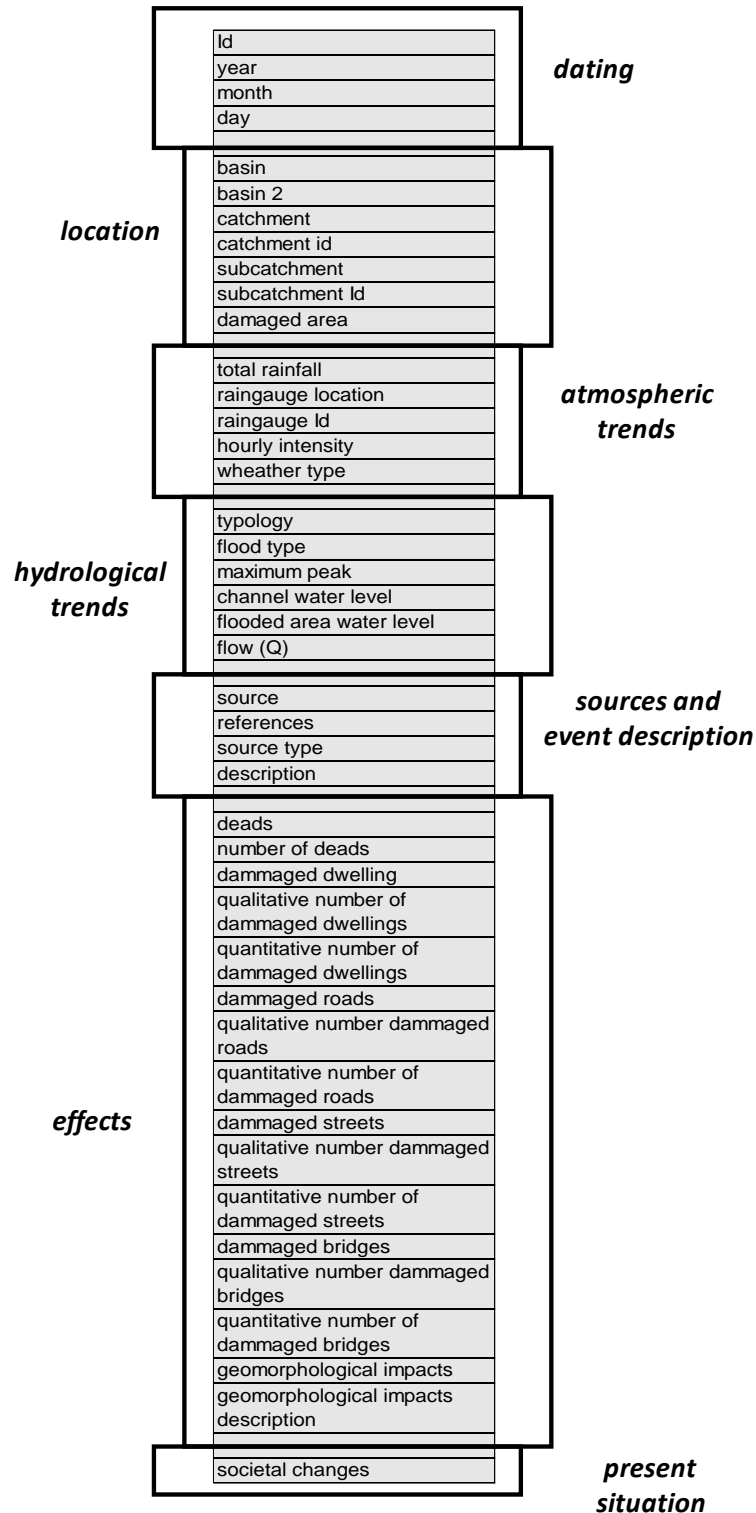 Id
year
month
day
dating
basin
basin 2
catchment
catchment id
subcatchment
subcatchment Id
damaged area
location
total rainfall
raingauge location
raingauge Id
hourly intensity
wheather type
atmospheric
trends
typology
flood type
maximum peak
channel water level
flooded area water level
flow (Q)
hydrological
trends
source
references
source type
description
sources and
event description
deads
number of deads
dammaged dwelling
qualitative number of
dammaged dwellings
quantitative number of
dammaged dwellings
dammaged roads
qualitative number dammaged
roads
quantitative number of
dammaged roads
dammaged streets
qualitative number dammaged
streets
quantitative number of
dammaged streets
dammaged bridges
qualitative number dammaged
bridges
quantitative number of
dammaged bridges
geomorphological impacts
geomorphological impacts
description
effects
societal changes
present
situation